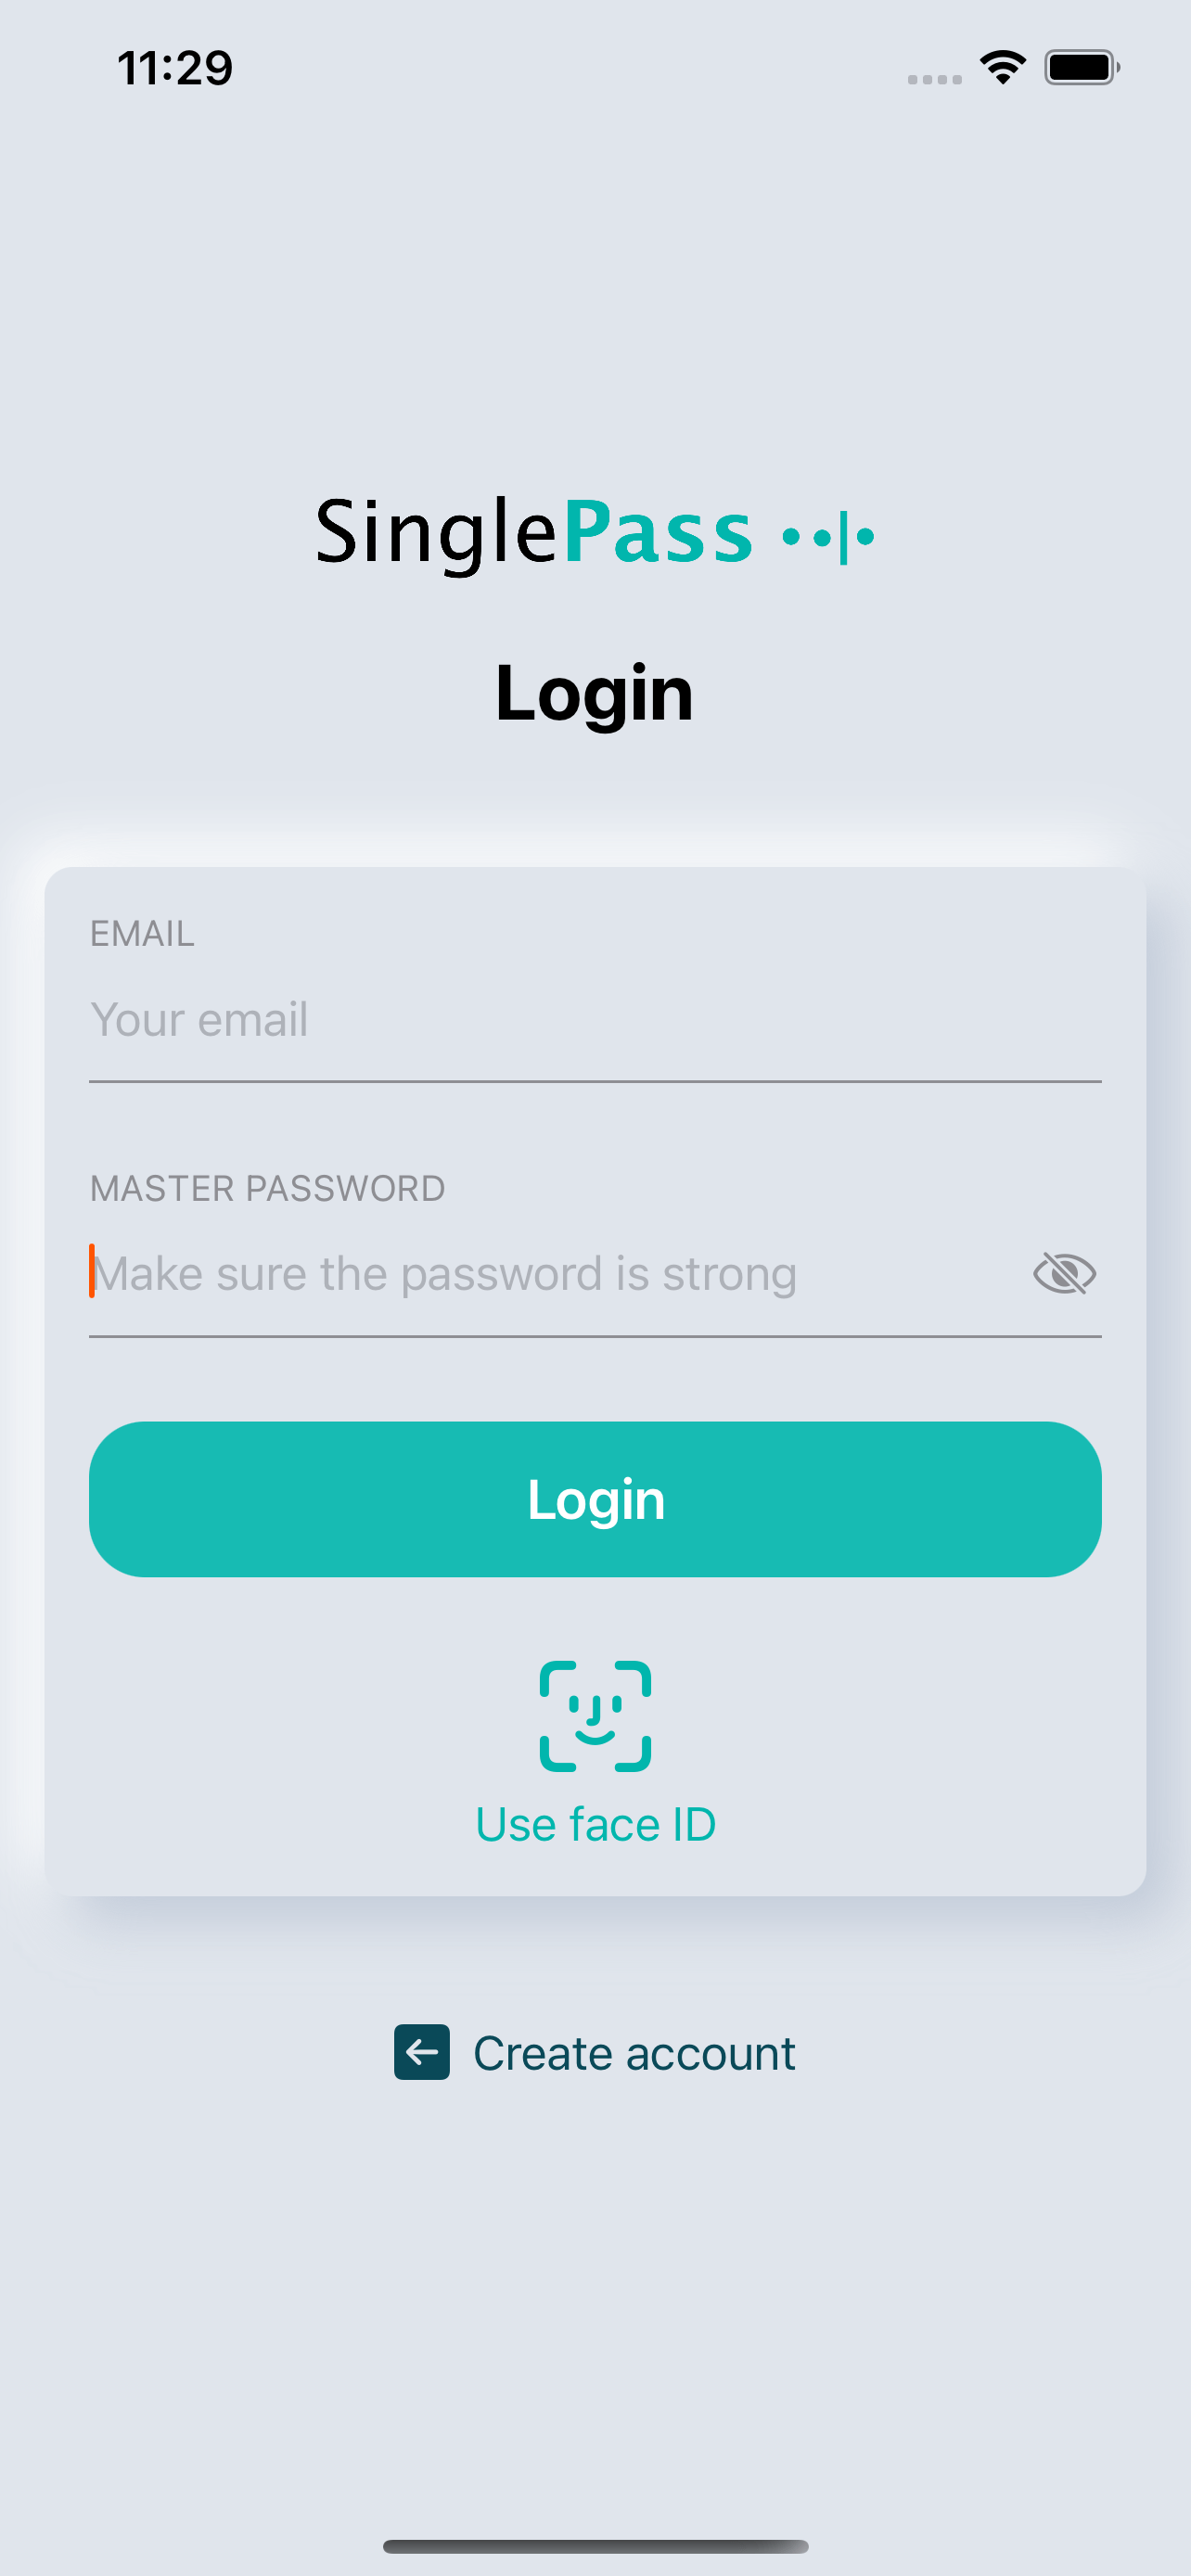 11:29
SinglePass
Login
EMAIL
Your email
MASTER PASSWORD
Make sure the password is strong
Login
Use face ID
Create account